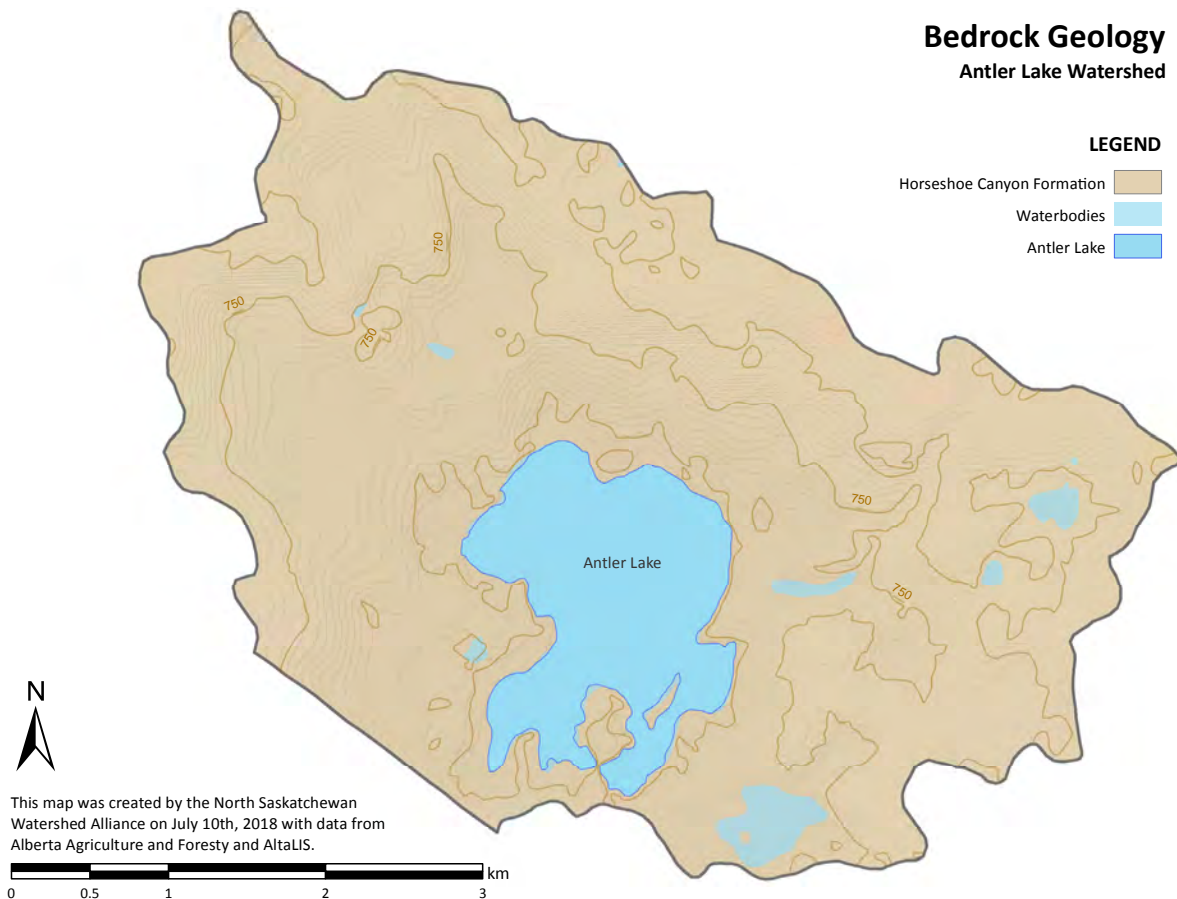 Bedrock Geology
Antler Lake Watershed
LEGEND
Horseshoe Canyon Formation
Waterbodies
Antler Lake
750
750
750
750
Antler Lake
750
N
This map was created by the North Saskatchewan
Watershed Alliance on July 10th, 2018 with data from
Alberta Agriculture and Foresty and AltaLIS.
km
0 0.5 1 2 3